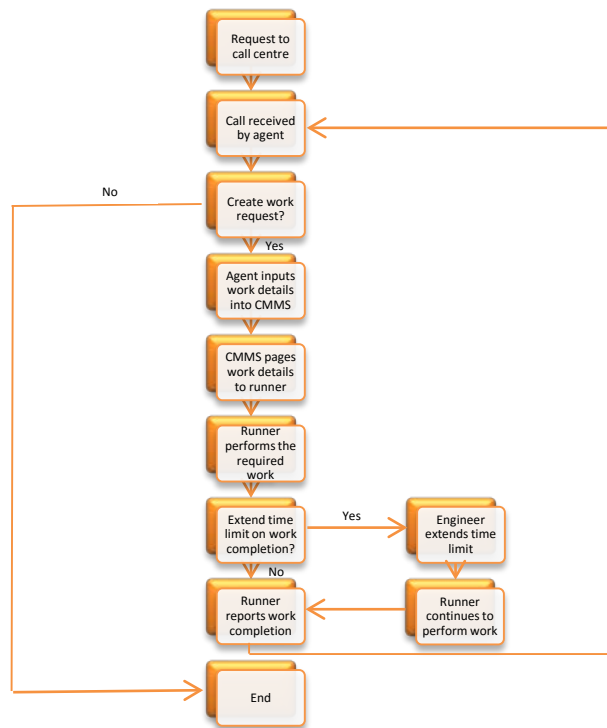 Request to
call centre
Call received
by agent
No
Create work
request?
Yes
Agent inputs
work details
into CMMS
CMMS pages
work details
to runner
Runner
performs the
required
work
Extend time
limit on work
completion?
Yes
Engineer
extends time
limit
No
Runner
reports work
completion
Runner
continues to
perform work
End